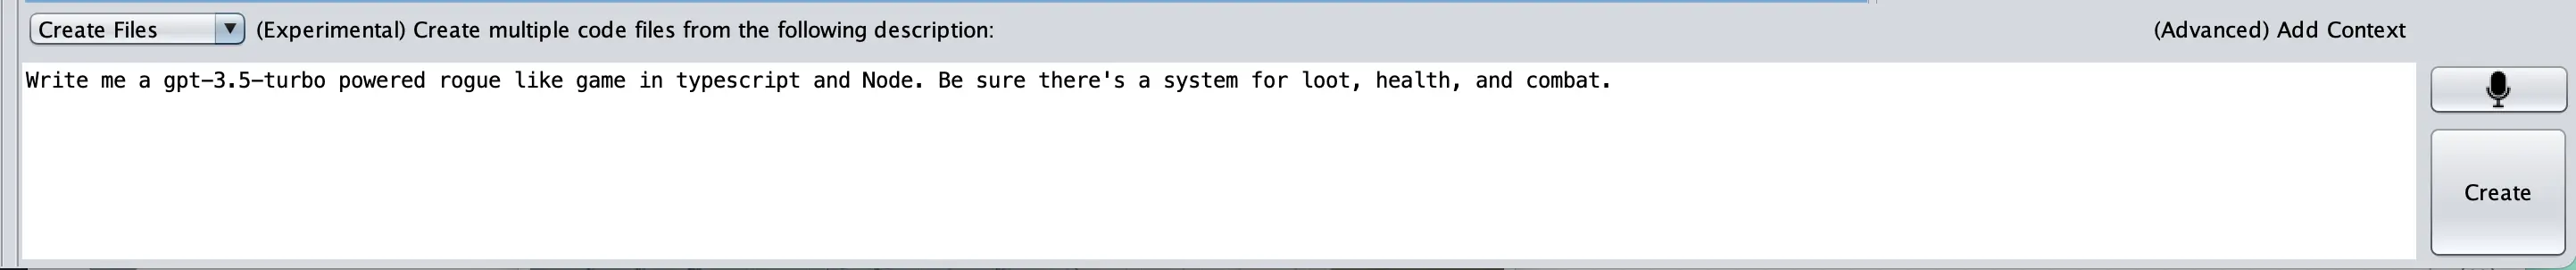 Create Files (Experimental) Create multiple code files from the following description: (Advanced) Add Context
Write me a gpt-3.5-turbo powered rogue like game in typescript and Node. Be sure there's a system for loot, health, and combat.
Create